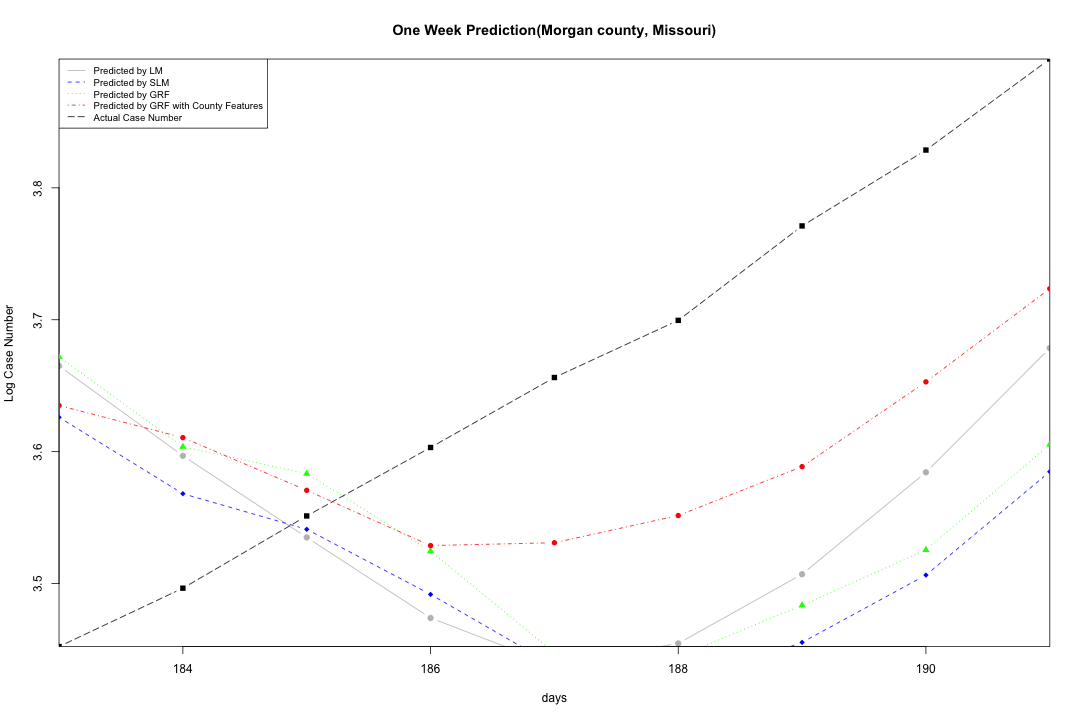 One Week Prediction(Morgan county, Missouri)
Predicted by LM
Predicted by SLM
Predicted by GRF
Predicted by GRF with County Features
Actual Case Number
3.8
3.7
3.6
3.5
Log Case Number
184
186
188
190
days